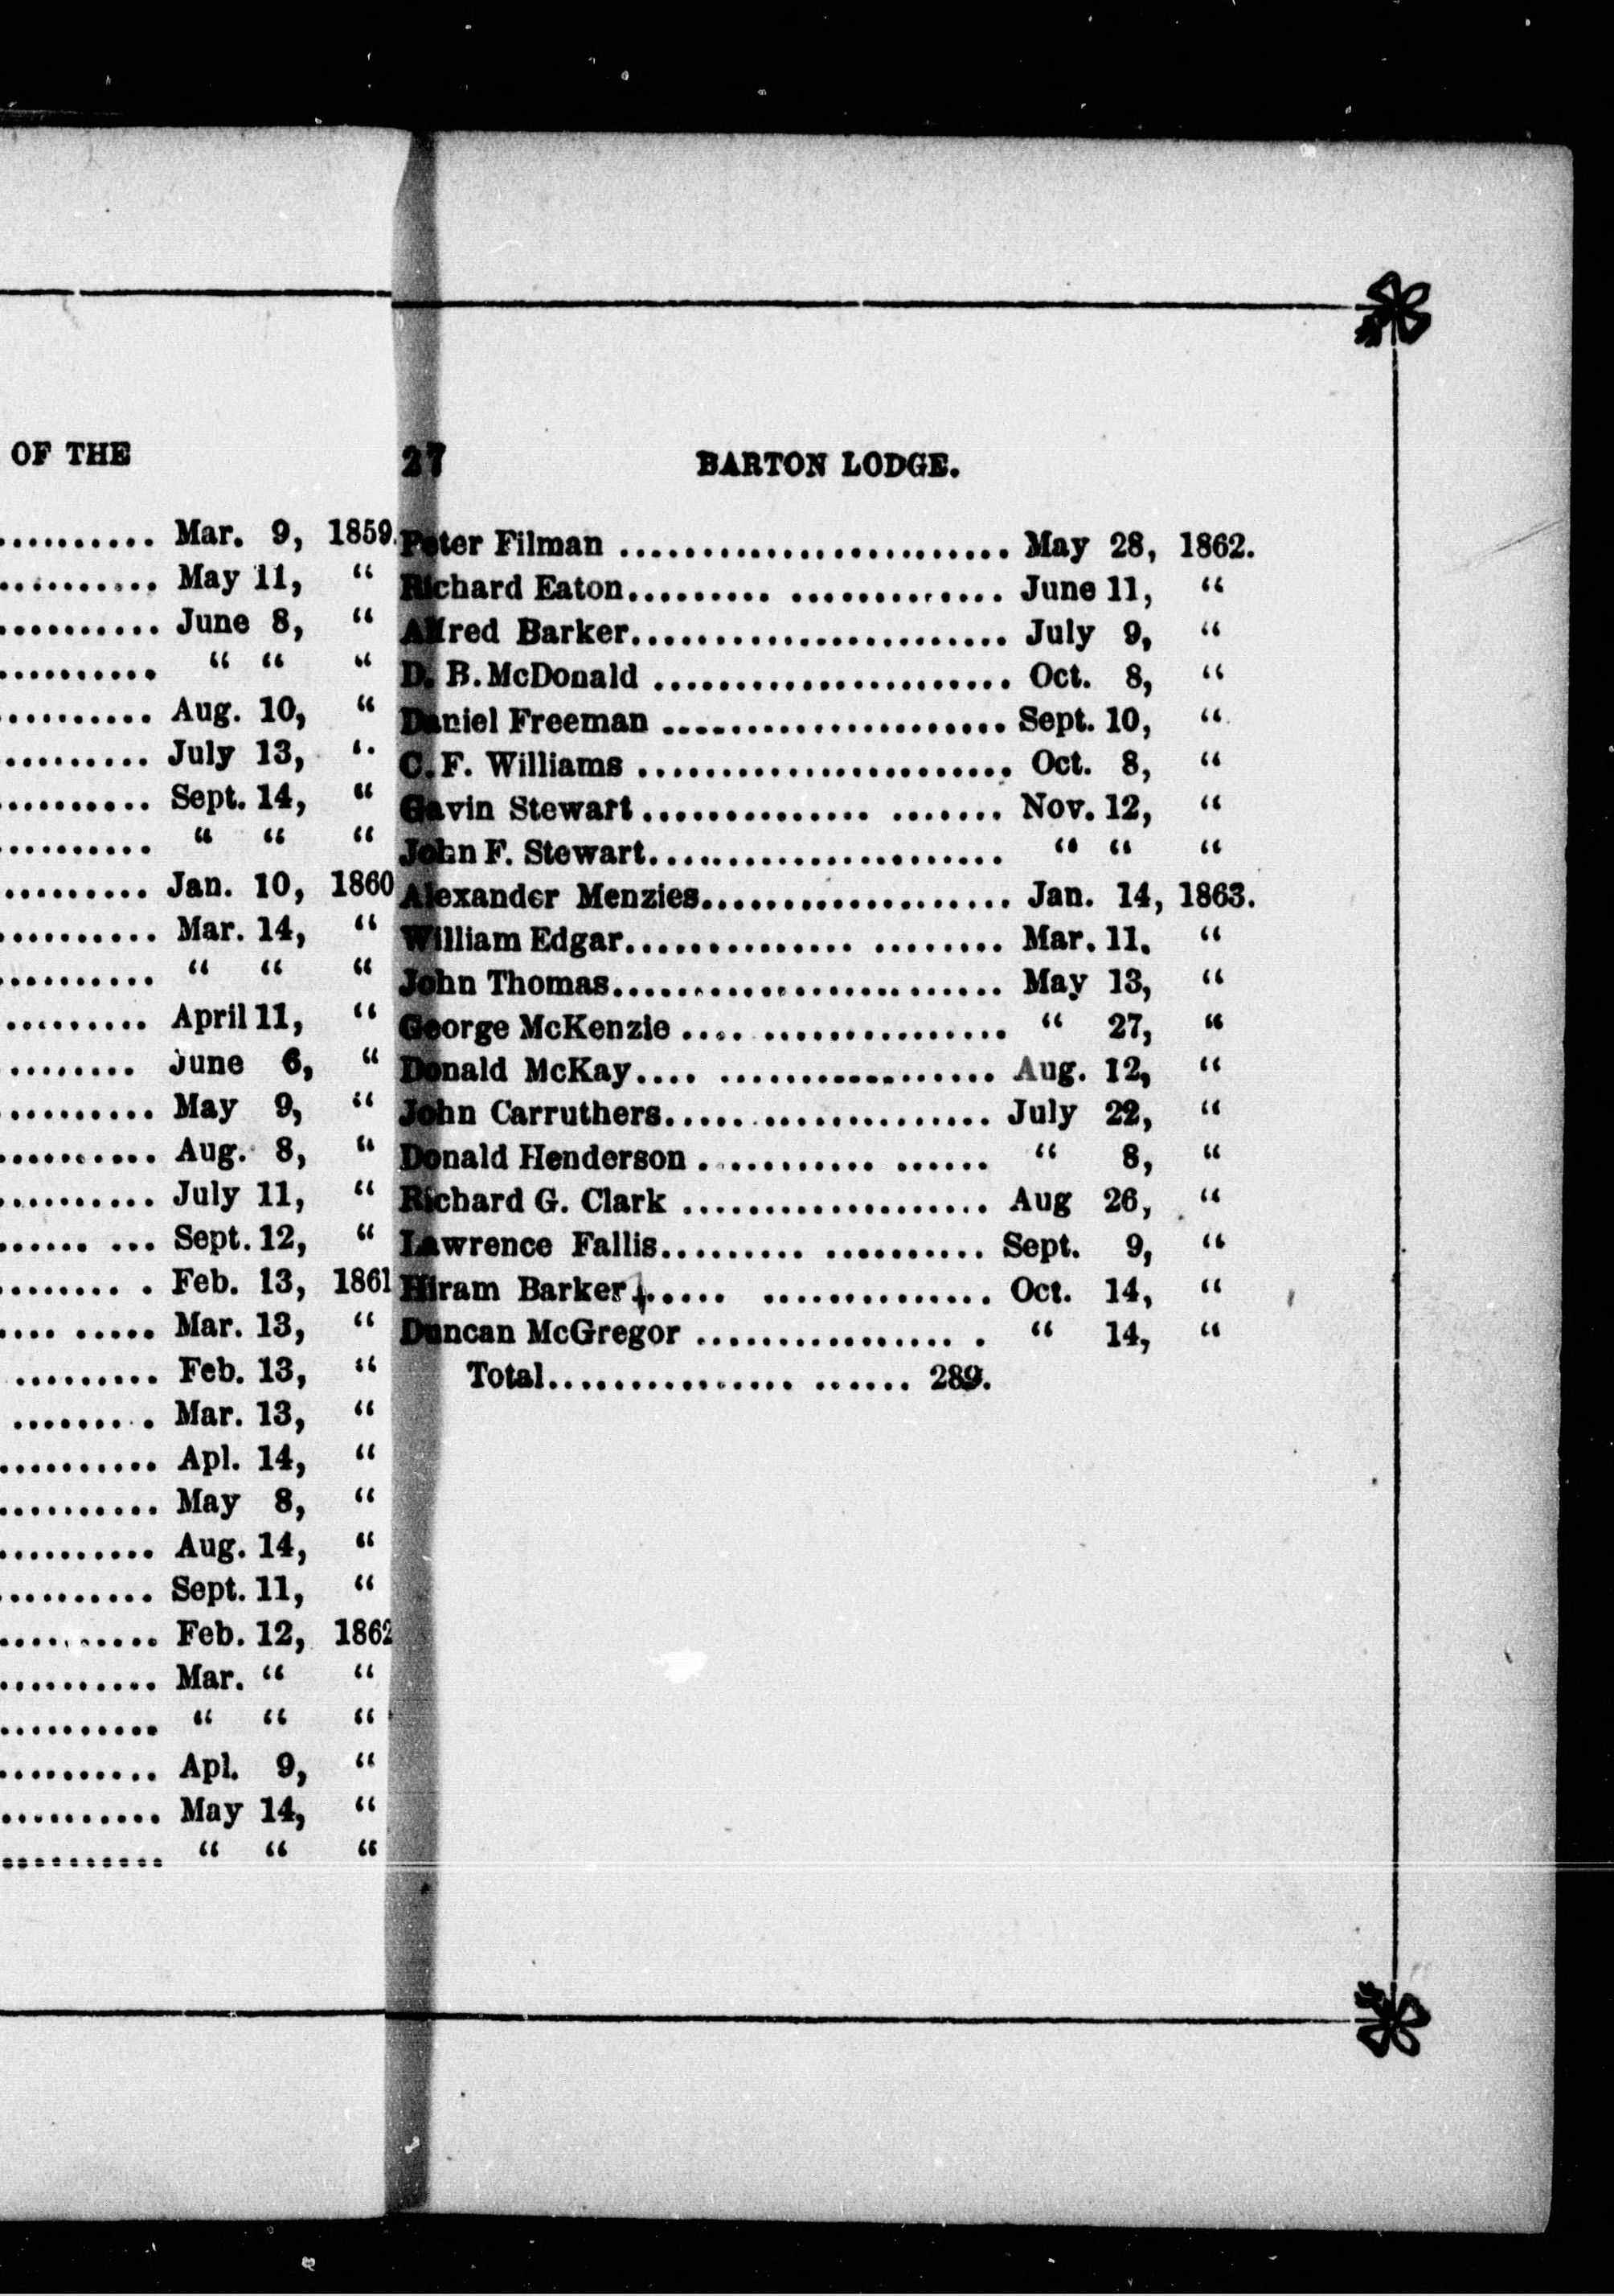 OF THE
.......... Mar. 9, 1859.
.......... May 11, “
.......... June 8, “
.......... “ “ “
.......... Aug. 10, “
.......... July 13, “
.......... Sept. 14, “
.......... “ “ “
.......... Jan. 10, 1860
.......... Mar. 14, “
.......... “ “ “
.......... April 11, “
........ June 6, “
.......... May 9, “
.......... Aug. 8, “
.......... July 11, “
...... ... Sept. 12, “
........ . Feb. 13, 1861
.... ..... Mar. 13, “
......... Feb. 13, “
......... Mar. 13, “
.......... Apl. 14, “
.......... May 8, “
.......... Aug. 14, “
.......... Sept. 11, “
.......... Feb. 12, 1862
.......... Mar. “ “
.......... “ “ “
.......... Apl. 9, “
.......... May 14, “
.......... “ “ “
27 BARTON LODGE.
Peter Filman ........................ May 28, 1862.
Richard Eaton......... ............. June 11, “
Alfred Barker....................... July 9, “
D. B. McDonald ...................... Oct. 8, “
Daniel Freeman ..................... Sept. 10, “
C. F. Williams ....................... Oct. 8, “
Gavin Stewart .............. ....... Nov. 12, “
John F. Stewart...................... “ “ “
Alexander Menzies................... Jan. 14, 1863.
William Edgar.............. ........ Mar. 11. “
John Thomas........................ May 13, “
George McKenzie .... ............... “ 27, “
Donald McKay.... ................. Aug. 12, “
John Carruthers..... ............... July 22, “
Donald Henderson ........... ...... “ 8, “
Richard G. Clark ................... Aug 26, “
Lawrence Fallis......... .......... Sept. 9, “
Hiram Barker...... .............. Oct. 14, “
Duncan McGregor ................ . “ 14, “
Total............... ...... 289.